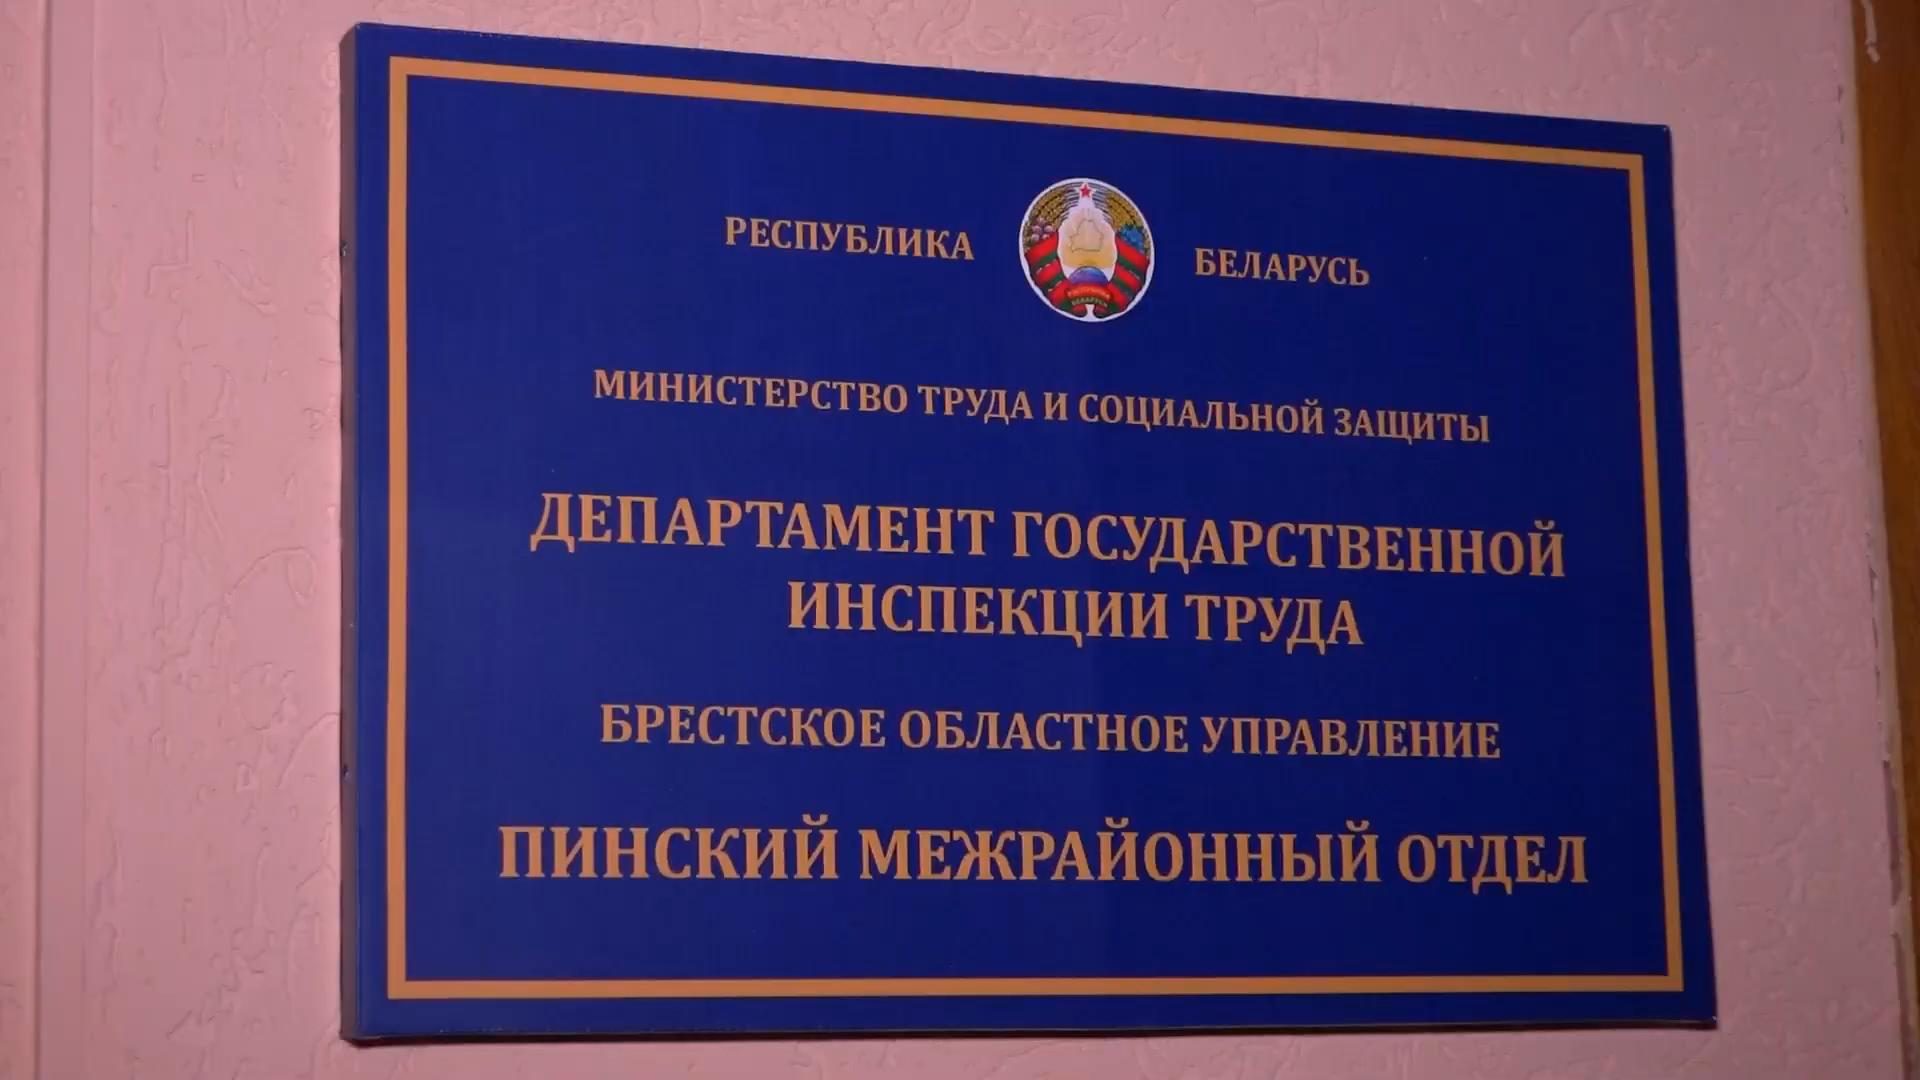 РЕСПУБЛИКА БЕЛАРУСЬ
МИНИСТЕРСТВО ТРУДА И СОЦИАЛЬНОЙ ЗАЩИТЫ
ДЕПАРТАМЕНТ ГОСУДАРСТВЕННОЙ
ИНСПЕКЦИИ ТРУДА
БРЕСТСКОЕ ОБЛАСТНОЕ УПРАВЛЕНИЕ
ПИНСКИЙ МЕЖРАЙОННЫЙ ОТДЕЛ